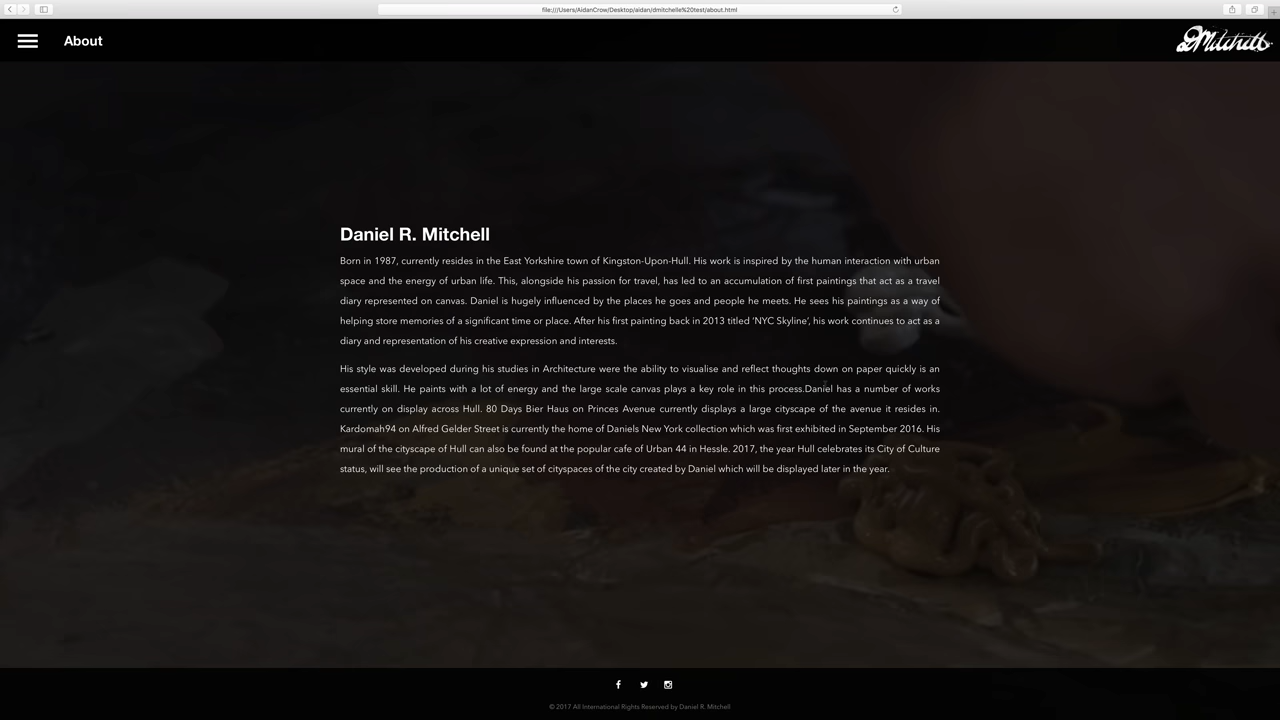 file:///Users/AidanCrow/Desktop/aidan/dmitchelle%20test/about.html
About
DMitchell
Daniel R. Mitchell
Born in 1987, currently resides in the East Yorkshire town of Kingston-Upon-Hull. His work is inspired by the human interaction with urban
space and the energy of urban life. This, alongside his passion for travel, has led to an accumulation of first paintings that act as a travel
diary represented on canvas. Daniel is hugely influenced by the places he goes and people he meets. He sees his paintings as a way of
helping store memories of a significant time or place. After his first painting back in 2013 titled ‘NYC Skyline’, his work continues to act as a
diary and representation of his creative expression and interests.
His style was developed during his studies in Architecture were the ability to visualise and reflect thoughts down on paper quickly is an
essential skill. He paints with a lot of energy and the large scale canvas plays a key role in this process.Daniel has a number of works
currently on display across Hull. 80 Days Bier Haus on Princes Avenue currently displays a large cityscape of the avenue it resides in.
Kardomah94 on Alfred Gelder Street is currently the home of Daniels New York collection which was first exhibited in September 2016. His
mural of the cityscape of Hull can also be found at the popular cafe of Urban 44 in Hessle. 2017, the year Hull celebrates its City of Culture
status, will see the production of a unique set of cityspaces of the city created by Daniel which will be displayed later in the year.
© 2017 All International Rights Reserved by Daniel R. Mitchell